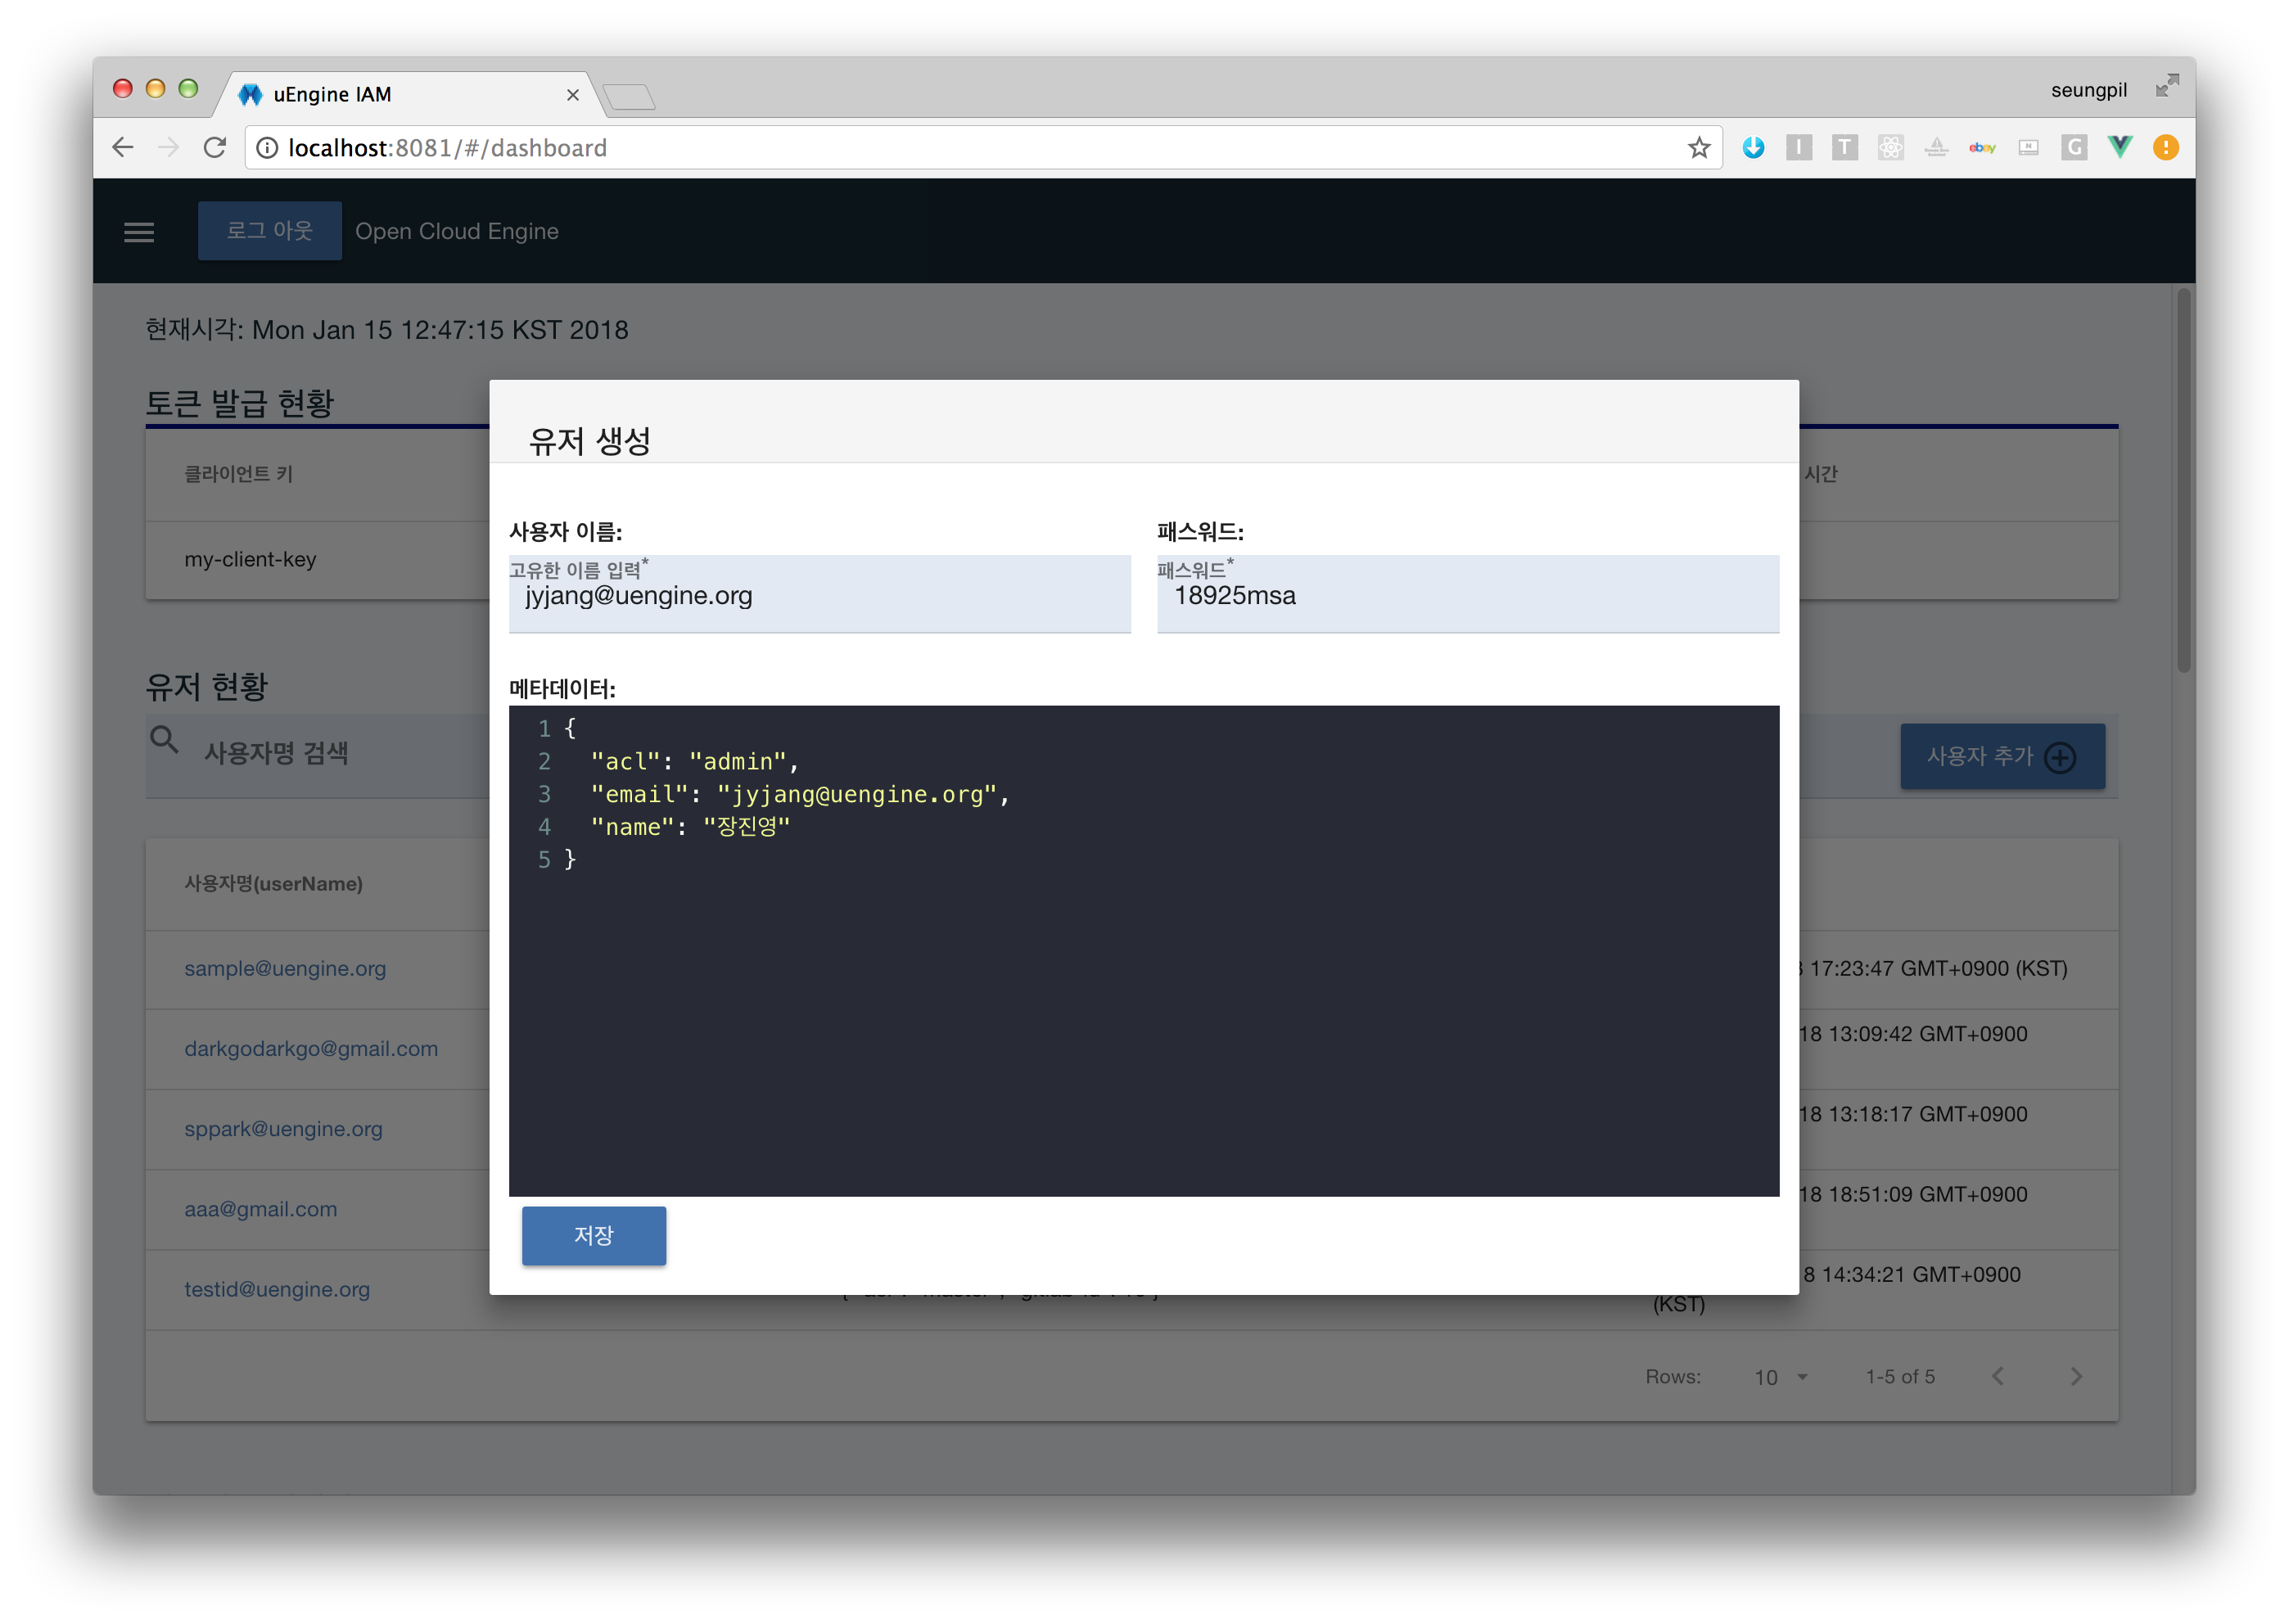 uEngine IAM
seungpil
localhost:8081/#/dashboard
I T ebay N G
로그 아웃 Open Cloud Engine
현재시각: Mon Jan 15 12:47:15 KST 2018
토큰 발급 현황
클라이언트 키
시간
my-client-key
유저 현황
사용자명 검색
사용자 추가
사용자명(userName)
sample@uengine.org
17:23:47 GMT+0900 (KST)
darkgodarkgo@gmail.com
18 13:09:42 GMT+0900
sppark@uengine.org
18 13:18:17 GMT+0900
aaa@gmail.com
18 18:51:09 GMT+0900
testid@uengine.org
8 14:34:21 GMT+0900
(KST)
Rows: 10 1-5 of 5
유저 생성
사용자 이름:
고유한 이름 입력*
jyjang@uengine.org
패스워드:
패스워드*
18925msa
메타데이터:
1 {
2 "acl": "admin",
3 "email": "jyjang@uengine.org",
4 "name": "장진영"
5 }
저장